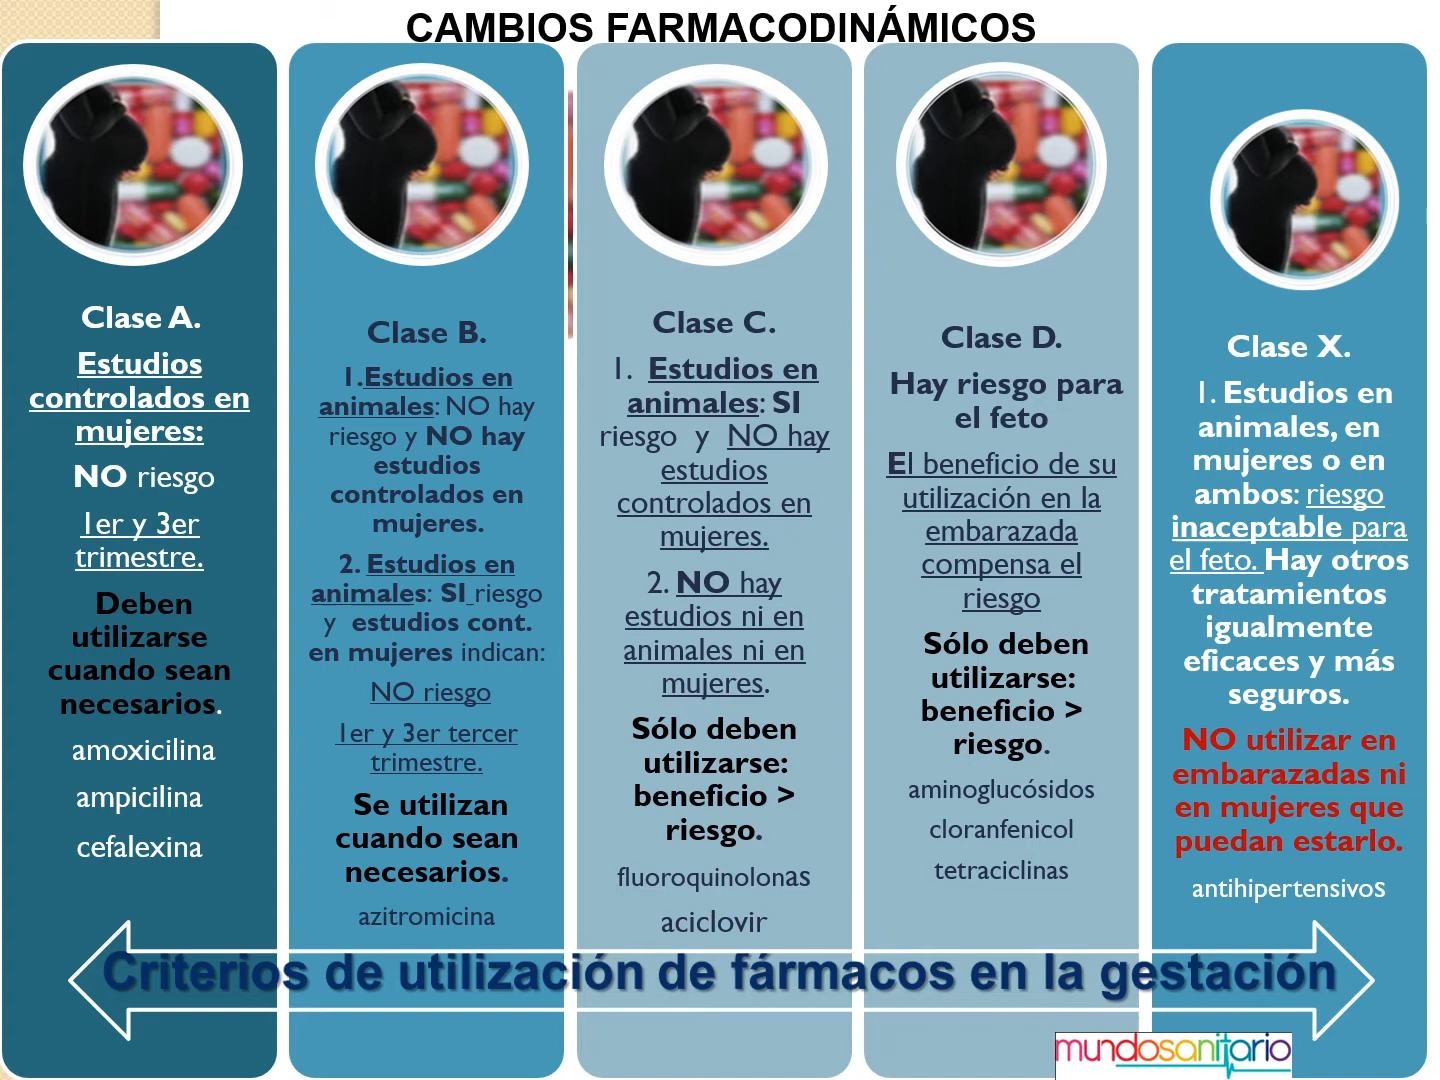 CAMBIOS FARMACODINÁMICOS
Clase A.
Estudios
controlados en
mujeres:
NO riesgo
1er y 3er
trimestre.
Deben
utilizarse
cuando sean
necesarios.
amoxicilina
ampicilina
cefalexina
Clase B.
1.Estudios en
animales: NO hay
riesgo y NO hay
estudios
controlados en
mujeres.
2. Estudios en
animales: SI riesgo
y estudios cont.
en mujeres indican:
NO riesgo
1er y 3er tercer
trimestre.
Se utilizan
cuando sean
necesarios.
azitromicina
Clase C.
1. Estudios en
animales: SI
riesgo y NO hay
estudios
controlados en
mujeres.
2. NO hay
estudios ni en
animales ni en
mujeres.
Sólo deben
utilizarse:
beneficio >
riesgo.
fluoroquinolonas
aciclovir
Clase D.
Hay riesgo para
el feto
El beneficio de su
utilización en la
embarazada
compensa el
riesgo
Sólo deben
utilizarse:
beneficio >
riesgo.
aminoglucósidos
cloranfenicol
tetraciclinas
Clase X.
1. Estudios en
animales, en
mujeres o en
ambos: riesgo
inaceptable para
el feto. Hay otros
tratamientos
igualmente
eficaces y más
seguros.
NO utilizar en
embarazadas ni
en mujeres que
puedan estarlo.
antihipertensivos
Criterios de utilización de fármacos en la gestación
mundosanitario